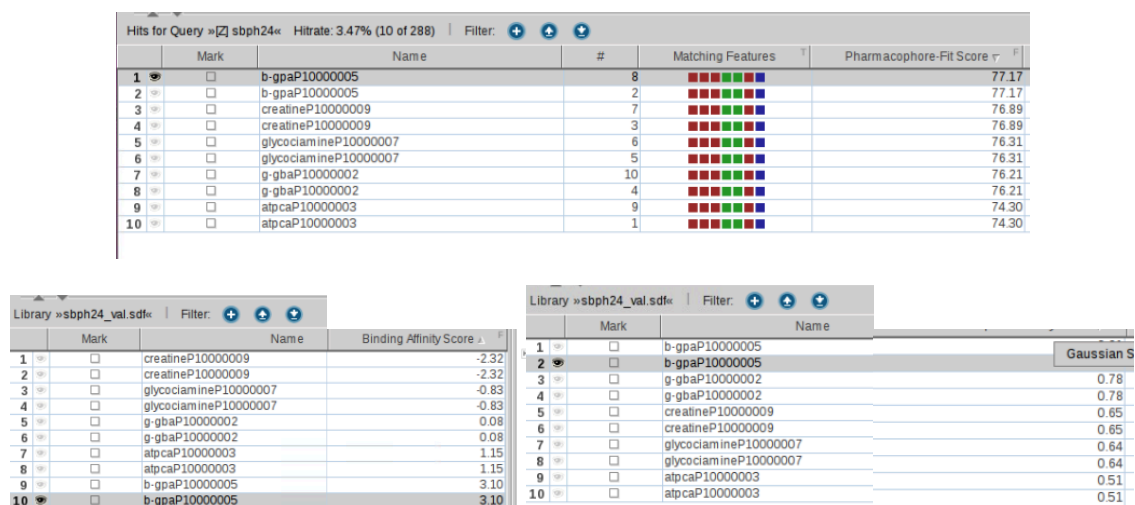 Hits for Query »[Z] sbph24« Hitrate: 3.47% (10 of 288) Filter:
Mark Name # Matching Features T Pharmacophore-Fit Score F
1 b-gpaP10000005 8 77.17
2 b-gpaP10000005 2 77.17
3 creatineP10000009 7 76.89
4 creatineP10000009 3 76.89
5 glycociamineP10000007 6 76.31
6 glycociamineP10000007 5 76.31
7 g-gbaP10000002 10 76.21
8 g-gbaP10000002 4 76.21
9 atpcaP10000003 9 74.30
10 atpcaP10000003 1 74.30
Library »sbph24_val.sdf« Filter:
Mark Name Binding Affinity Score F
1 creatineP10000009 -2.32
2 creatineP10000009 -2.32
3 glycociamineP10000007 -0.83
4 glycociamineP10000007 -0.83
5 g-gbaP10000002 0.08
6 g-gbaP10000002 0.08
7 atpcaP10000003 1.15
8 atpcaP10000003 1.15
9 b-gpaP10000005 3.10
10 b-gpaP10000005 3.10
Library »sbph24_val.sdf« Filter:
Mark Name
1 b-gpaP10000005
2 b-gpaP10000005 Gaussian S
3 g-gbaP10000002 0.78
4 g-gbaP10000002 0.78
5 creatineP10000009 0.65
6 creatineP10000009 0.65
7 glycociamineP10000007 0.64
8 glycociamineP10000007 0.64
9 atpcaP10000003 0.51
10 atpcaP10000003 0.51